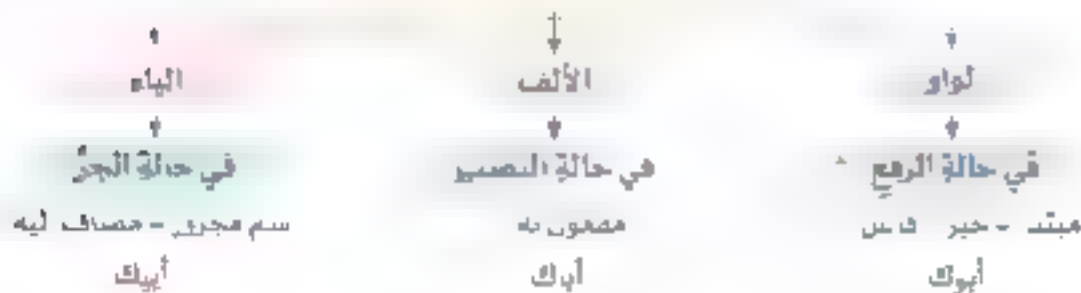 الواو الألف الياء
في حالة الرفع في حالة النصب في حالة الجرّ
مبتدأ - خبر - فاعل مفعول به اسم مجرور - مضاف إليه
أبوك أباك أبيك